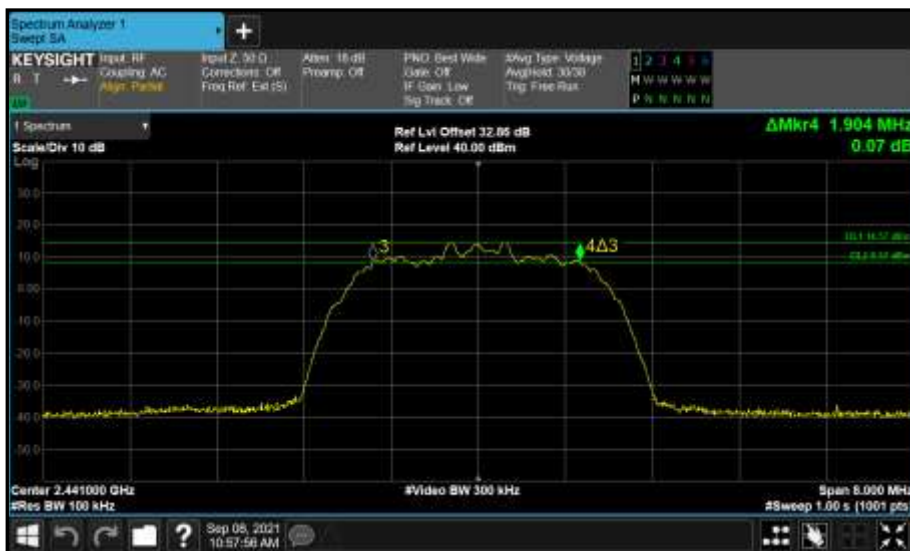 Spectrum Analyzer 1
Swept SA
+
KEYSIGHT
R T
Input: RF
Coupling: AC
Align: Partial
Input Z: 50 Ω
Corrections: Off
Freq Ref: Ext (S)
Atten: 18 dB
Preamp: Off
PNO: Best Wide
Gate: Off
IF Gain: Low
Sig Track: Off
#Avg Type: Voltage
Avg|Hold: 30/30
Trig: Free Run
1 2 3 4 5 6
M W W W W W
P N N N N N
1 Spectrum
Scale/Div 10 dB
Log
Ref Lvl Offset 32.86 dB
Ref Level 40.00 dBm
ΔMkr4 1.904 MHz
0.07 dB
30.0
20.0
10.0
0.00
-10.0
-20.0
-30.0
-40.0
-50.0
3
4Δ3
Center 2.441000 GHz
#Res BW 100 kHz
#Video BW 300 kHz
Span 8.000 MHz
#Sweep 1.00 s (1001 pts)
?
Sep 08, 2021
10:57:56 AM